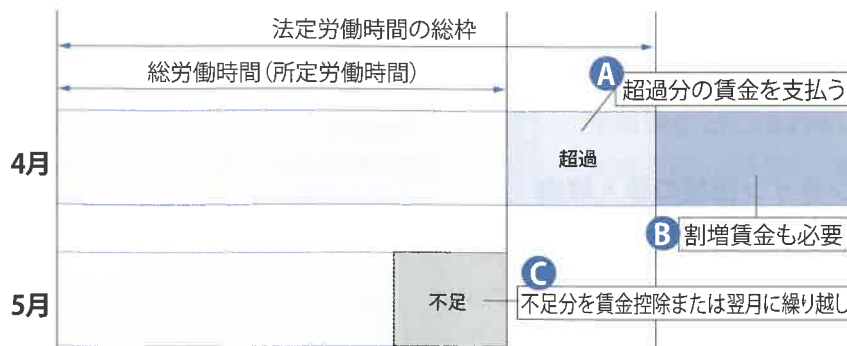 法定労働時間の総枠
総労働時間(所定労働時間)
A 超過分の賃金を支払う
4月
超過
B 割増賃金も必要
5月
不足
C 不足分を賃金控除または翌月に繰り越し